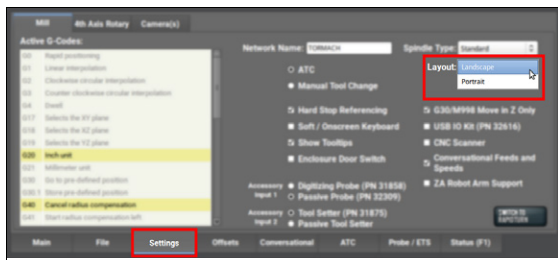 Mill
4th Axis Rotary
Camera(s)
Active G-Codes:
G0 Rapid positioning
G1 Linear interpolation
G2 Clockwise circular interpolation
G3 Counter clockwise circular interpolation
G4 Dwell
G17 Selects the XY plane
G18 Selects the XZ plane
G19 Selects the YZ plane
G20 Inch unit
G21 Millimeter unit
G30 Go to pre-defined position
G30.1 Store pre-defined position
G40 Cancel radius compensation
G41 Start radius compensation left
Network Name: TORMACH
Spindle Type: Standard
Layout: Landscape
Portrait
ATC
Manual Tool Change
Hard Stop Referencing
Soft / Onscreen Keyboard
Show Tooltips
Enclosure Door Switch
G30/M998 Move in Z Only
USB IO Kit (PN 32616)
CNC Scanner
Conversational Feeds and
Speeds
ZA Robot Arm Support
Accessory
Input 1
Digitizing Probe (PN 31858)
Passive Probe (PN 32309)
Accessory
Input 2
Tool Setter (PN 31875)
Passive Tool Setter
SWITCH TO
RAPIDTURN
Main
File
Settings
Offsets
Conversational
ATC
Probe / ETS
Status (F1)